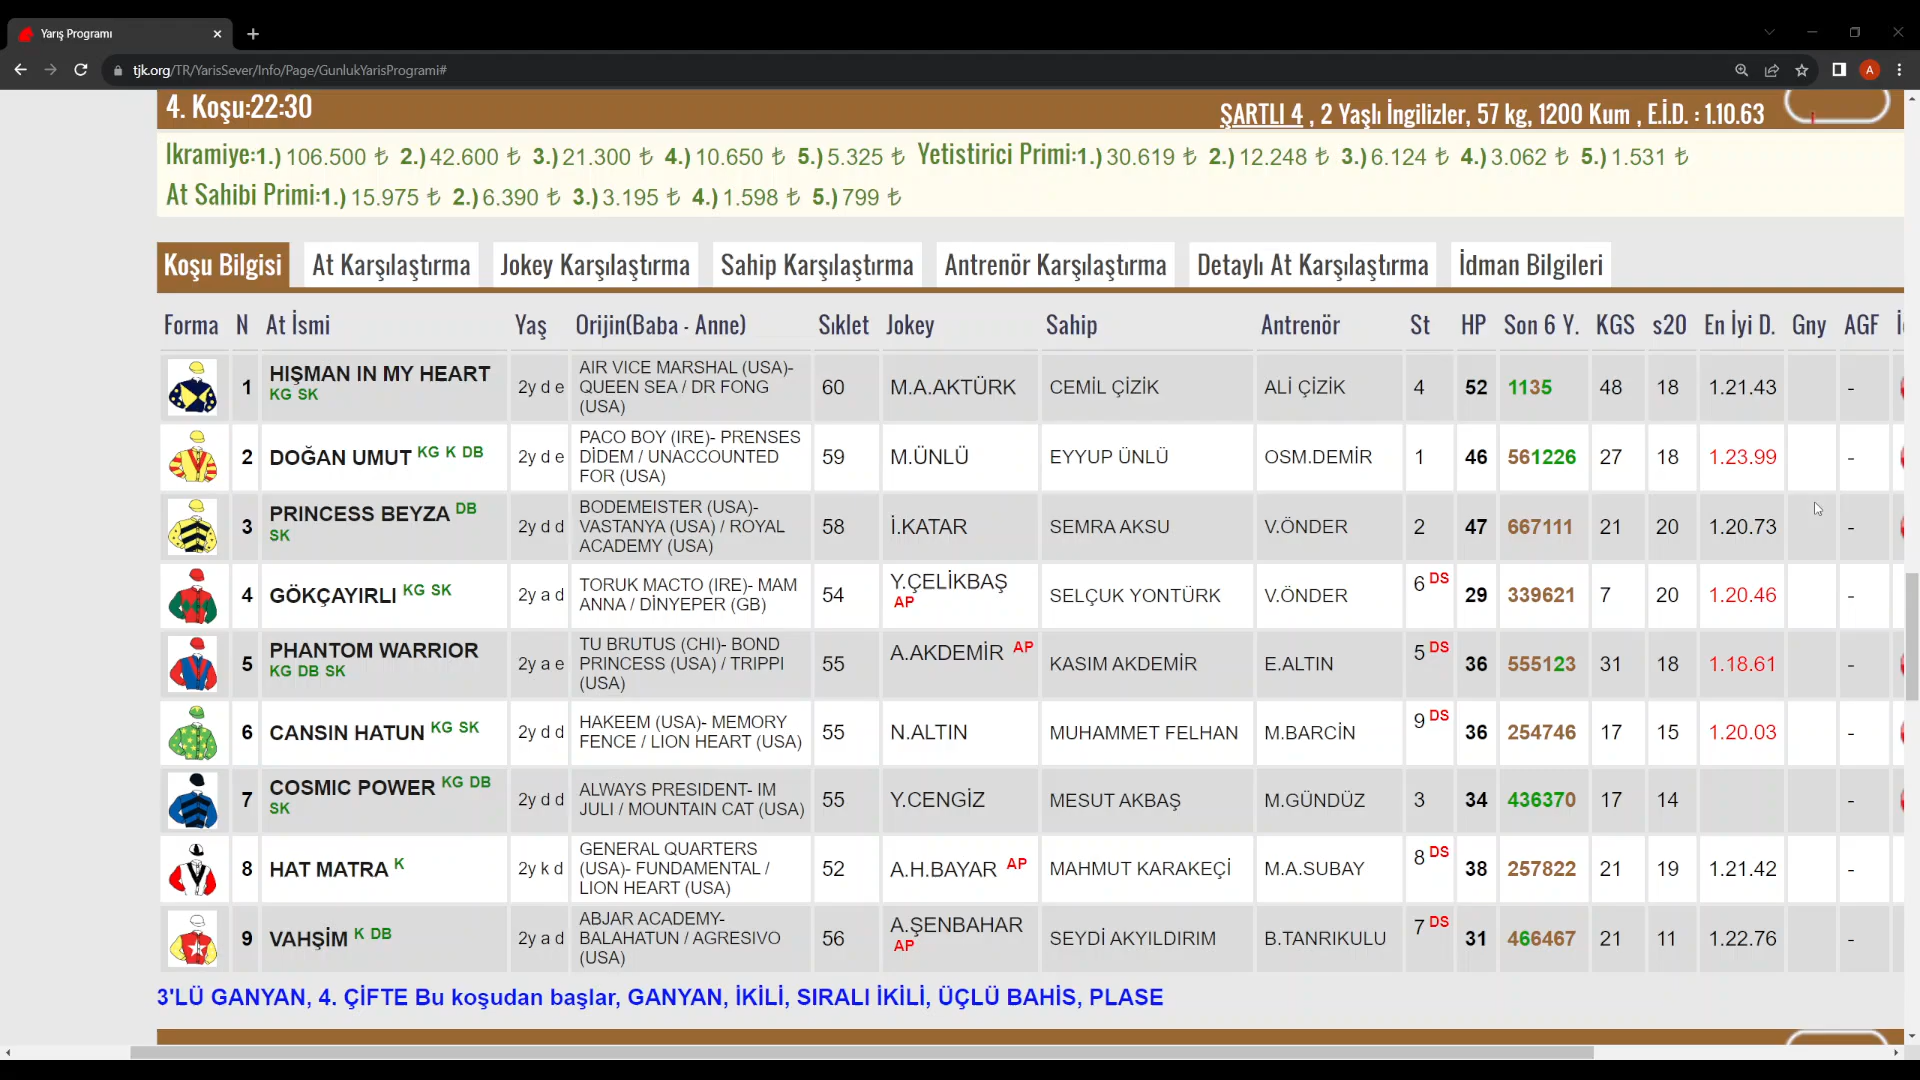 Yarış Programı
tjk.org/TR/YarisSever/Info/Page/GunlukYarisProgrami#
A
4. Koşu:22:30
ŞARTLI 4 , 2 Yaşlı İngilizler, 57 kg, 1200 Kum , E.İ.D. : 1.10.63
Ikramiye:1.) 106.500 ₺ 2.) 42.600 ₺ 3.) 21.300 ₺ 4.) 10.650 ₺ 5.) 5.325 ₺ Yetistirici Primi:1.) 30.619 ₺ 2.) 12.248 ₺ 3.) 6.124 ₺ 4.) 3.062 ₺ 5.) 1.531 ₺
At Sahibi Primi:1.) 15.975 ₺ 2.) 6.390 ₺ 3.) 3.195 ₺ 4.) 1.598 ₺ 5.) 799 ₺
Koşu Bilgisi At Karşılaştırma Jokey Karşılaştırma Sahip Karşılaştırma Antrenör Karşılaştırma Detaylı At Karşılaştırma İdman Bilgileri
Forma N At İsmi Yaş Orijin(Baba - Anne) Sıklet Jokey Sahip Antrenör St HP Son 6 Y. KGS s20 En İyi D. Gny AGF
1 HIŞMAN IN MY HEART KG SK 2y d e AIR VICE MARSHAL (USA)- QUEEN SEA / DR FONG (USA) 60 M.A.AKTÜRK CEMİL ÇİZİK ALİ ÇİZİK 4 52 1135 48 18 1.21.43 -
2 DOĞAN UMUT KG K DB 2y d e PACO BOY (IRE)- PRENSES DİDEM / UNACCOUNTED FOR (USA) 59 M.ÜNLÜ EYYUP ÜNLÜ OSM.DEMİR 1 46 561226 27 18 1.23.99 -
3 PRINCESS BEYZA DB SK 2y d d BODEMEISTER (USA)- VASTANYA (USA) / ROYAL ACADEMY (USA) 58 İ.KATAR SEMRA AKSU V.ÖNDER 2 47 667111 21 20 1.20.73 -
4 GÖKÇAYIRLI KG SK 2y a d TORUK MACTO (IRE)- MAM ANNA / DİNYEPER (GB) 54 Y.ÇELİKBAŞ AP SELÇUK YONTÜRK V.ÖNDER 6 DS 29 339621 7 20 1.20.46 -
5 PHANTOM WARRIOR KG DB SK 2y a e TU BRUTUS (CHI)- BOND PRINCESS (USA) / TRIPPI (USA) 55 A.AKDEMİR AP KASIM AKDEMİR E.ALTIN 5 DS 36 555123 31 18 1.18.61 -
6 CANSIN HATUN KG SK 2y d d HAKEEM (USA)- MEMORY FENCE / LION HEART (USA) 55 N.ALTIN MUHAMMET FELHAN M.BARCİN 9 DS 36 254746 17 15 1.20.03 -
7 COSMIC POWER KG DB SK 2y d d ALWAYS PRESIDENT- IM JULI / MOUNTAIN CAT (USA) 55 Y.CENGİZ MESUT AKBAŞ M.GÜNDÜZ 3 34 436370 17 14 -
8 HAT MATRA K 2y k d GENERAL QUARTERS (USA)- FUNDAMENTAL / LION HEART (USA) 52 A.H.BAYAR AP MAHMUT KARAKEÇİ M.A.SUBAY 8 DS 38 257822 21 19 1.21.42 -
9 VAHŞİM K DB 2y a d ABJAR ACADEMY- BALAHATUN / AGRESIVO (USA) 56 A.ŞENBAHAR AP SEYDİ AKYILDIRIM B.TANRIKULU 7 DS 31 466467 21 11 1.22.76 -
3'LÜ GANYAN, 4. ÇİFTE Bu koşudan başlar, GANYAN, İKİLİ, SIRALI İKİLİ, ÜÇLÜ BAHİS, PLASE